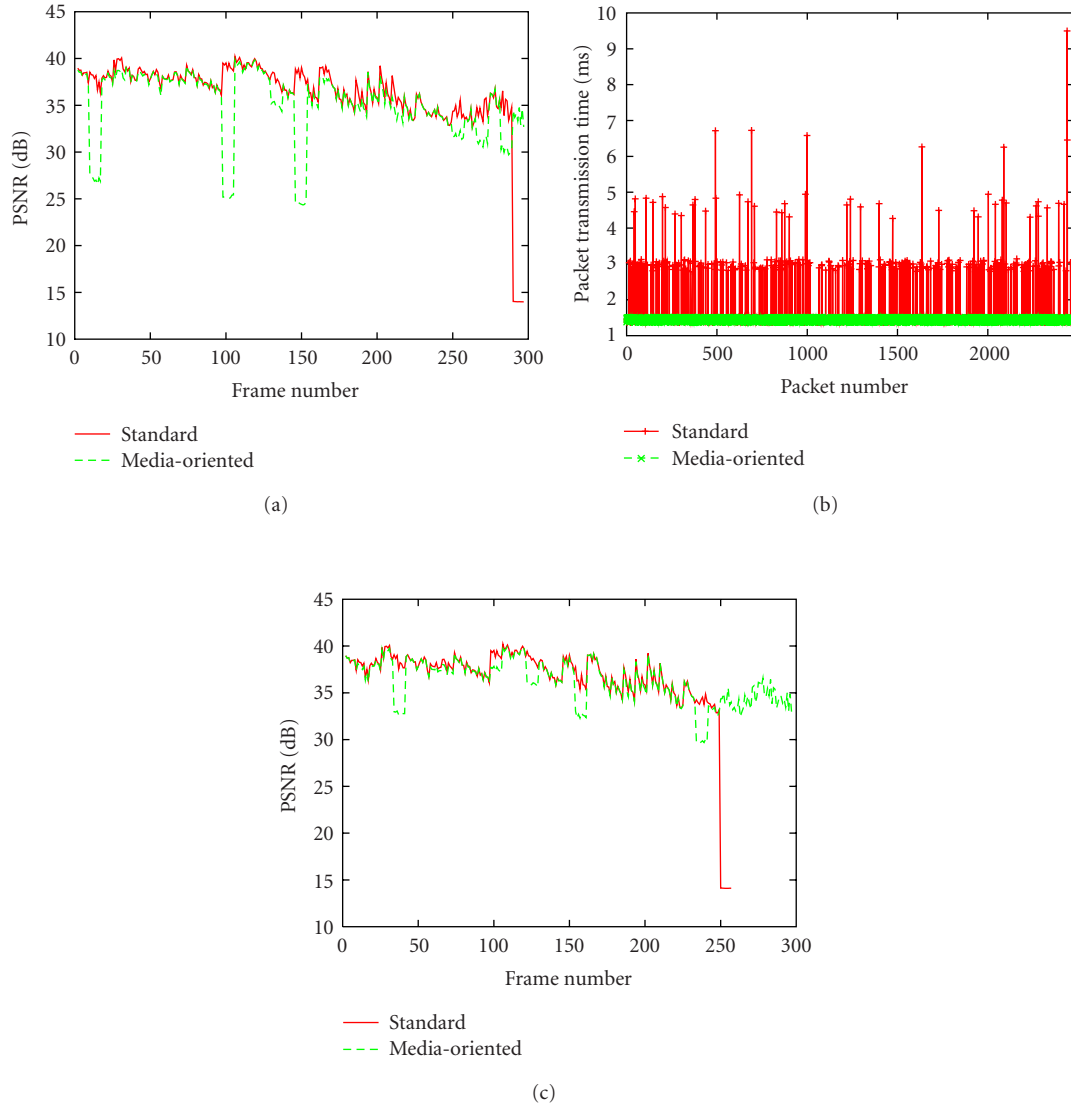 45
40
35
30
25
20
15
10
PSNR (dB)
0 50 100 150 200 250 300
Frame number
Standard
Media-oriented
(a)
10
9
8
7
6
5
4
3
2
1
Packet transmission time (ms)
0 500 1000 1500 2000
Packet number
Standard
Media-oriented
(b)
45
40
35
30
25
20
15
10
PSNR (dB)
0 50 100 150 200 250 300
Frame number
Standard
Media-oriented
(c)